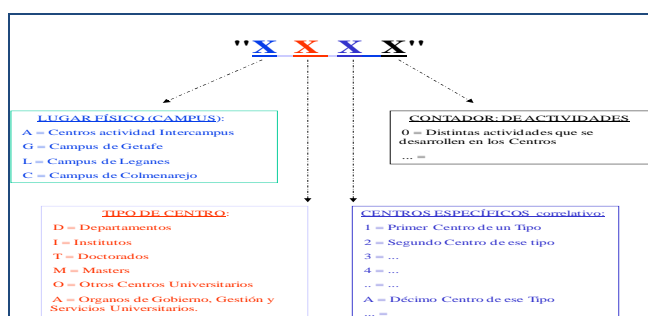 "X X X X"
LUGAR FÍSICO (CAMPUS):
A = Centros actividad Intercampus
G = Campus de Getafe
L = Campus de Leganes
C = Campus de Colmenarejo
CONTADOR: DE ACTIVIDADES
0 = Distintas actividades que se
desarrollen en los Centros
... =
TIPO DE CENTRO:
D = Departamentos
I = Institutos
T = Doctorados
M = Masters
O = Otros Centros Universitarios
A = Organos de Gobierno, Gestión y
Servicios Universitarios.
CENTROS ESPECÍFICOS correlativo:
1 = Primer Centro de un Tipo
2 = Segundo Centro de ese tipo
3 = ...
4 = ...
.. = ...
A = Décimo Centro de ese Tipo
... =